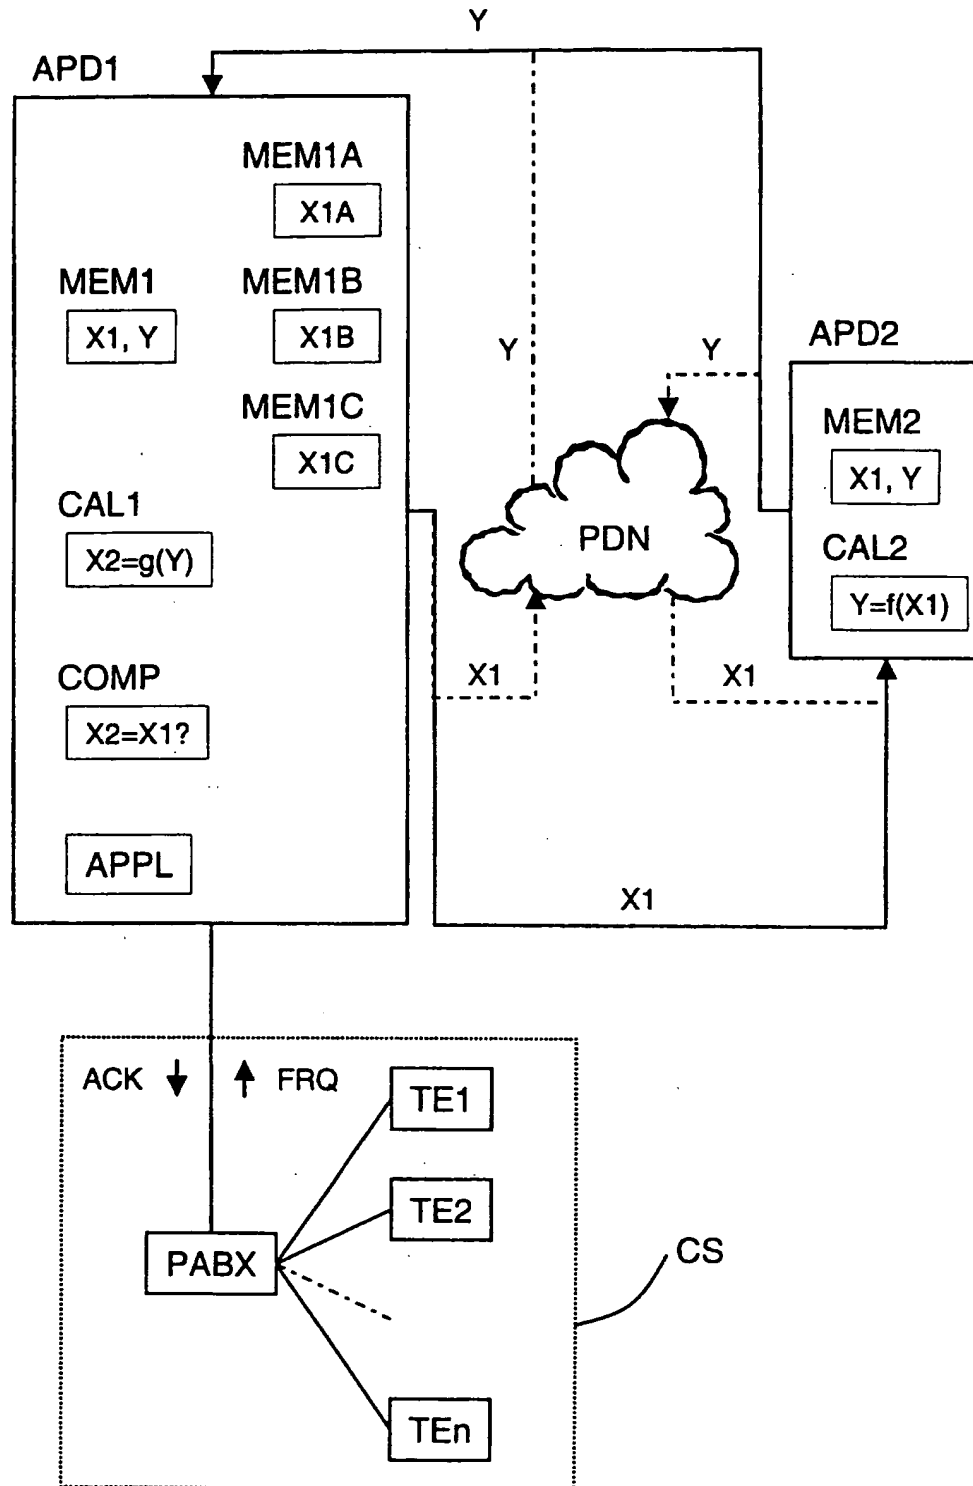 Y
APD1
MEM1A
X1A
MEM1
X1, Y
MEM1B
X1B
MEM1C
X1C
CAL1
X2=g(Y)
COMP
X2=X1?
APPL
Y
Y
PDN
X1
X1
X1
APD2
MEM2
X1, Y
CAL2
Y=f(X1)
ACK
FRQ
TE1
TE2
PABX
TEn
CS